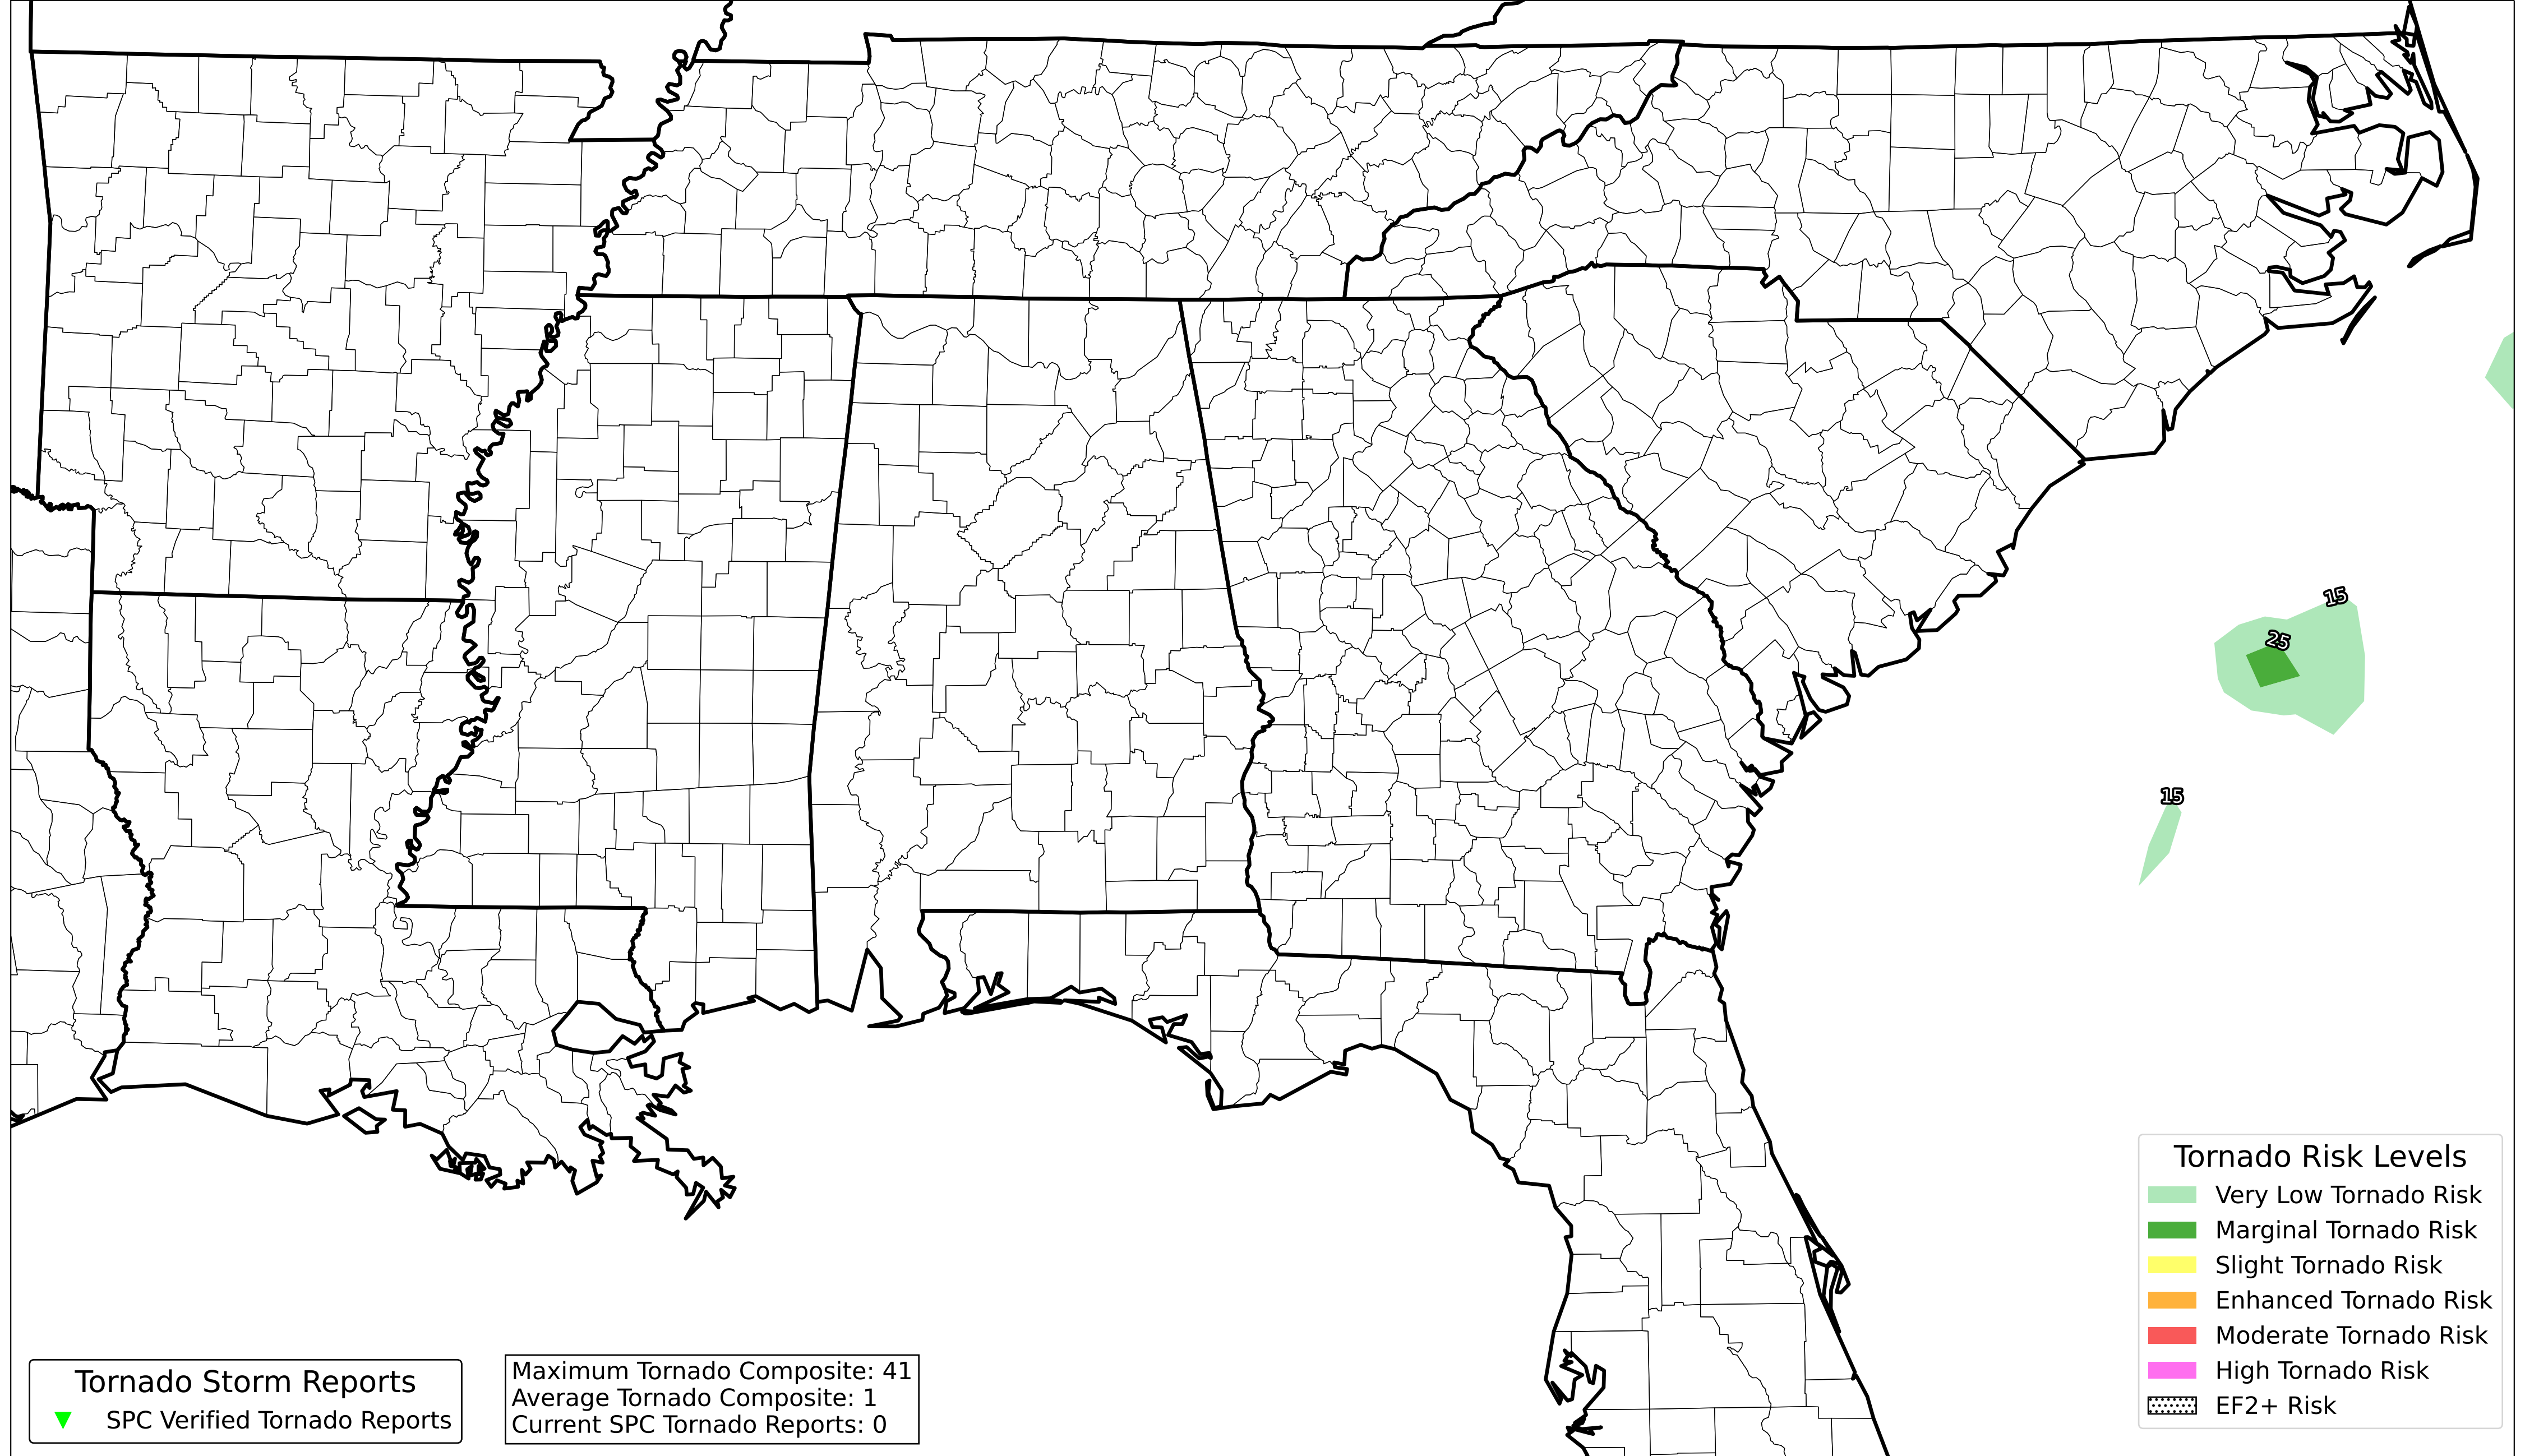 15
25
15
Tornado Risk Levels
Very Low Tornado Risk
Marginal Tornado Risk
Slight Tornado Risk
Enhanced Tornado Risk
Moderate Tornado Risk
High Tornado Risk
EF2+ Risk
Tornado Storm Reports
SPC Verified Tornado Reports
Maximum Tornado Composite: 41
Average Tornado Composite: 1
Current SPC Tornado Reports: 0